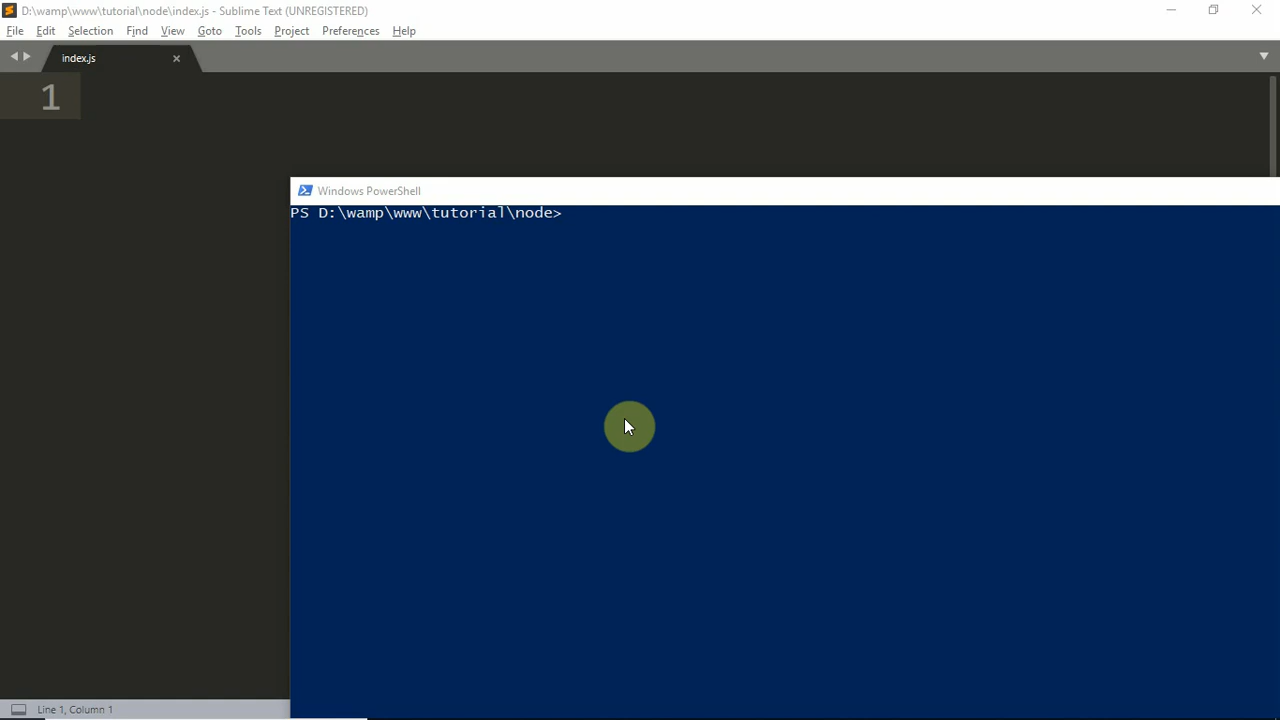 D:\wamp\www\tutorial\node\index.js - Sublime Text (UNREGISTERED)
File Edit Selection Find View Goto Tools Project Preferences Help
index.js
1
Windows PowerShell
PS D:\wamp\www\tutorial\node>
Line 1, Column 1